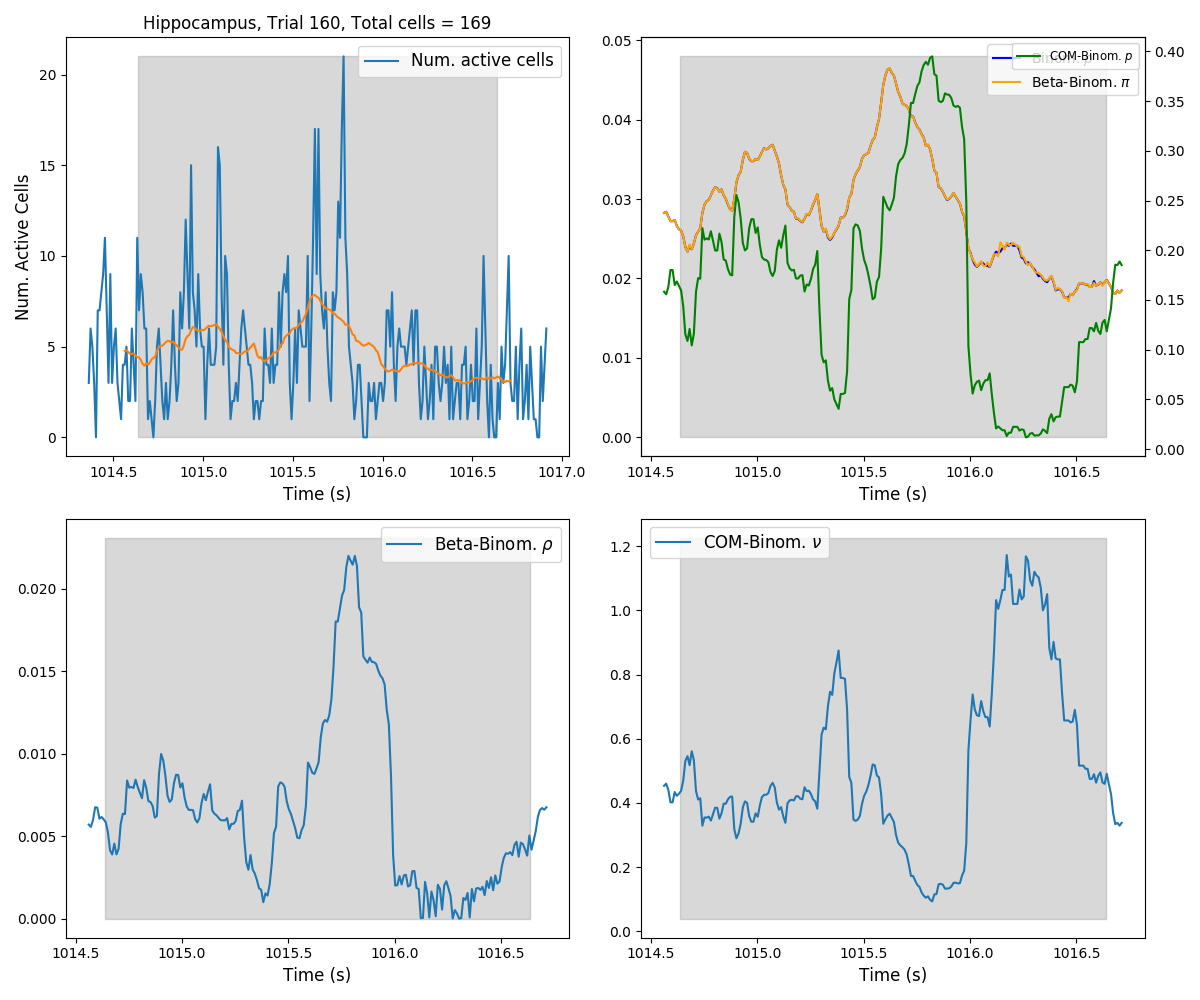 Hippocampus, Trial 160, Total cells = 169
Num. active cells
Num. Active Cells
20
15
10
5
0
1014.5 1015.0 1015.5 1016.0 1016.5 1017.0
Time (s)
COM-Binom. p
Beta-Binom. π
0.05
0.04
0.03
0.02
0.01
0.00
0.40
0.35
0.30
0.25
0.20
0.15
0.10
0.05
0.00
1014.5 1015.0 1015.5 1016.0 1016.5
Time (s)
Beta-Binom. ρ
0.020
0.015
0.010
0.005
0.000
1014.5 1015.0 1015.5 1016.0 1016.5
Time (s)
COM-Binom. ν
1.2
1.0
0.8
0.6
0.4
0.2
0.0
1014.5 1015.0 1015.5 1016.0 1016.5
Time (s)